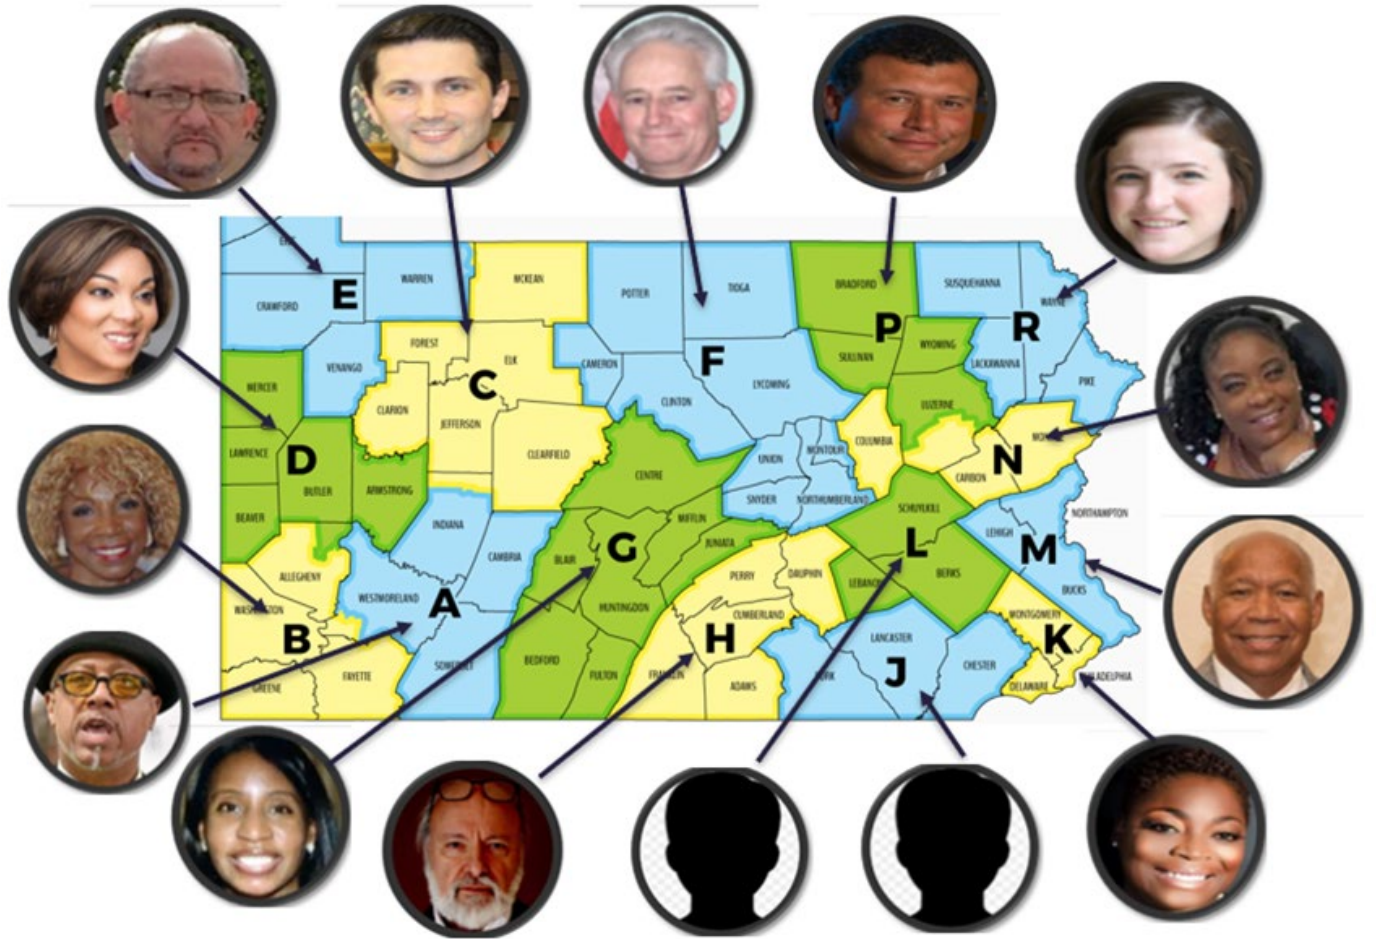 ERIE
WARREN
MCKEAN
POTTER
TIOGA
BRADFORD
SUSQUEHANNA
WAYNE
CRAWFORD
E
P
R
FOREST
ELK
SULLIVAN
WYOMING
LACKAWANNA
VENANGO
CAMERON
F
LYCOMING
PIKE
MERCER
C
CLINTON
LUZERNE
CLARION
JEFFERSON
COLUMBIA
LAWRENCE
D
CLEARFIELD
UNION
MONTOUR
N
BUTLER
ARMSTRONG
CENTRE
CARBON
SNYDER
NORTHUMBERLAND
BEAVER
INDIANA
MIFFLIN
SCHUYLKILL
NORTHAMPTON
BLAIR
G
JUNIATA
LEHIGH
CAMBRIA
L
M
ALLEGHENY
PERRY
DAUPHIN
LEBANON
BERKS
BUCKS
WASHINGTON
WESTMORELAND
A
HUNTINGDON
CUMBERLAND
MONTGOMERY
B
H
LANCASTER
K
SOMERSET
BEDFORD
FULTON
FRANKLIN
ADAMS
YORK
J
CHESTER
GREENE
FAYETTE
DELAWARE